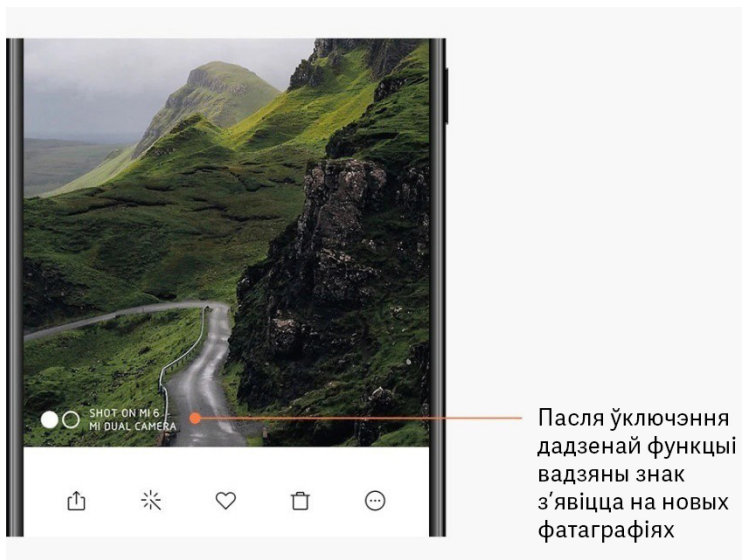 SHOT ON MI 6
MI DUAL CAMERA
Пасля ўключэння
дадзенай функцыі
вадзяны знак
з’явіцца на новых
фатаграфіях